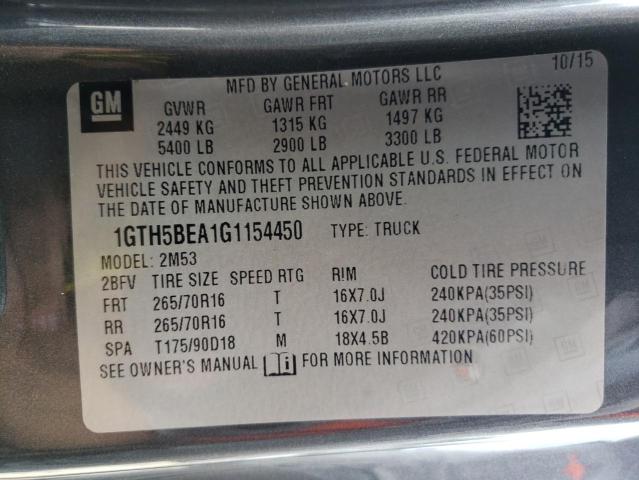 MFD BY GENERAL MOTORS LLC 10/15
GM
GVWR GAWR FRT GAWR RR
2449 KG 1315 KG 1497 KG
5400 LB 2900 LB 3300 LB
THIS VEHICLE CONFORMS TO ALL APPLICABLE U.S. FEDERAL MOTOR
VEHICLE SAFETY AND THEFT PREVENTION STANDARDS IN EFFECT ON
THE DATE OF MANUFACTURE SHOWN ABOVE.
1GTH5BEA1G1154450 TYPE: TRUCK
MODEL: 2M53
2BFV TIRE SIZE SPEED RTG RIM COLD TIRE PRESSURE
FRT 265/70R16 T 16X7.0J 240KPA(35PSI)
RR 265/70R16 T 16X7.0J 240KPA(35PSI)
SPA T175/90D18 M 18X4.5B 420KPA(60PSI)
SEE OWNER'S MANUAL i FOR MORE INFORMATION